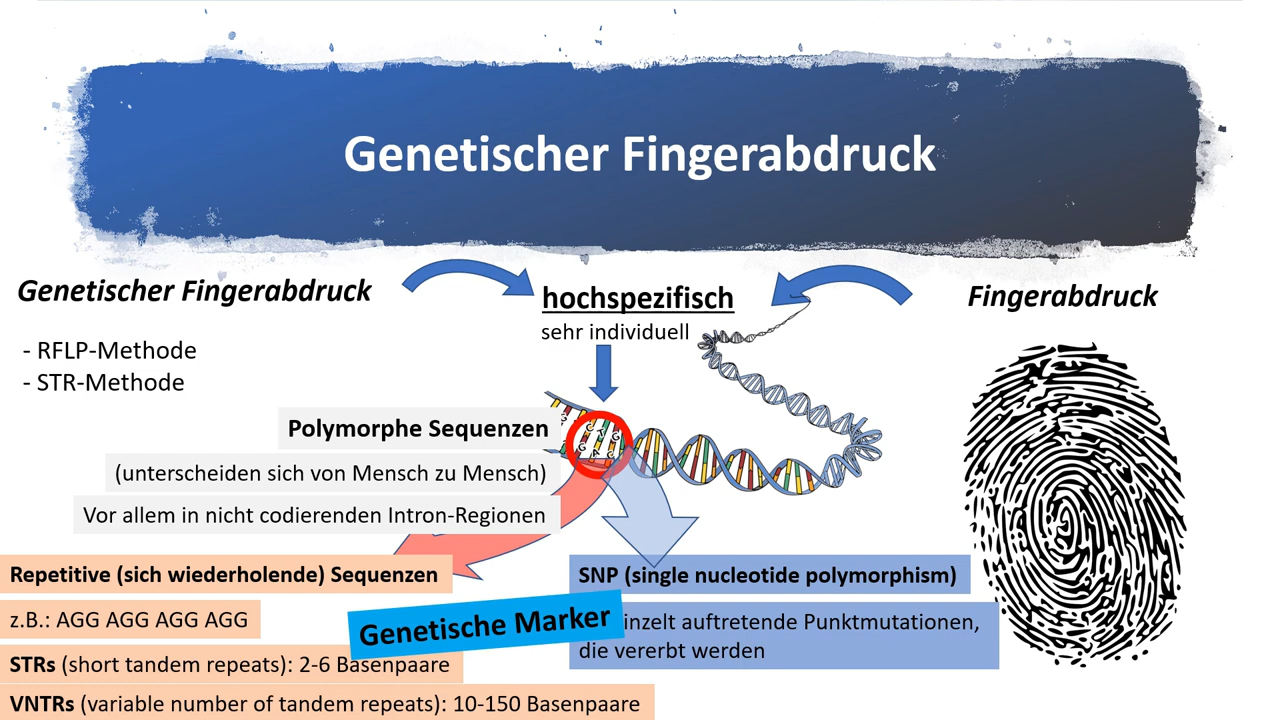 Genetischer Fingerabdruck
Genetischer Fingerabdruck
- RFLP-Methode
- STR-Methode
hochspezifisch
sehr individuell
Fingerabdruck
Polymorphe Sequenzen
(unterscheiden sich von Mensch zu Mensch)
Vor allem in nicht codierenden Intron-Regionen
Repetitive (sich wiederholende) Sequenzen
z.B.: AGG AGG AGG AGG
STRs (short tandem repeats): 2-6 Basenpaare
VNTRs (variable number of tandem repeats): 10-150 Basenpaare
Genetische Marker
SNP (single nucleotide polymorphism)
auftretende Punktmutationen,
die vererbt werden